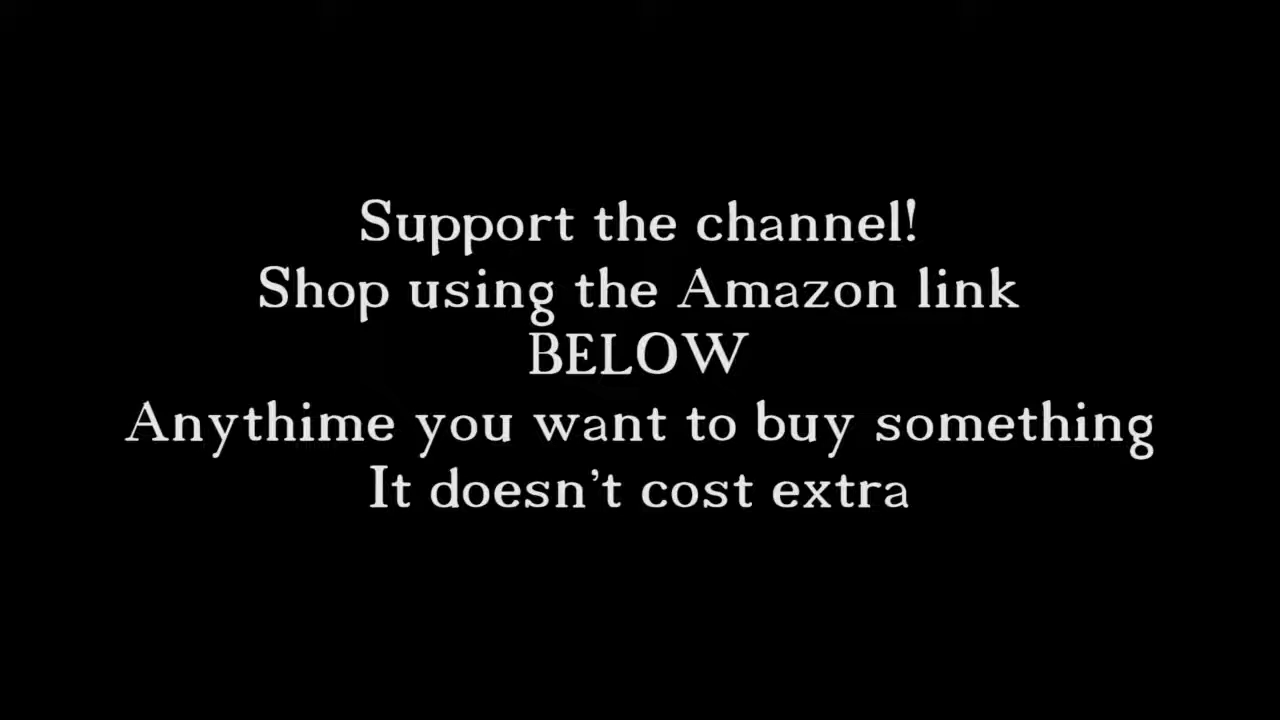 Support the channel!
Shop using the Amazon link
BELOW
Anythime you want to buy something
It doesn't cost extra